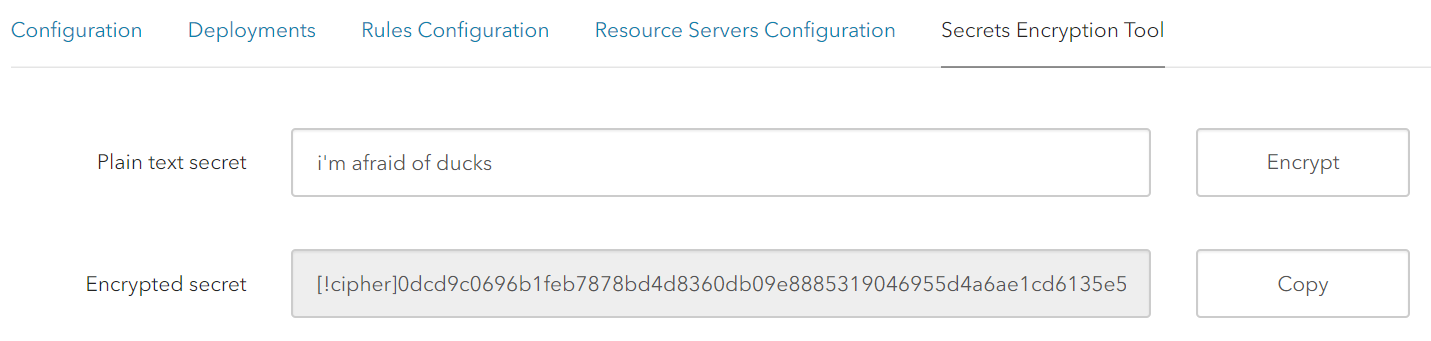 Configuration Deployments Rules Configuration Resource Servers Configuration Secrets Encryption Tool
Plain text secret i'm afraid of ducks Encrypt
Encrypted secret [!cipher]0dcd9c0696b1feb7878bd4d8360db09e8885319046955d4a6ae1cd6135e5 Copy